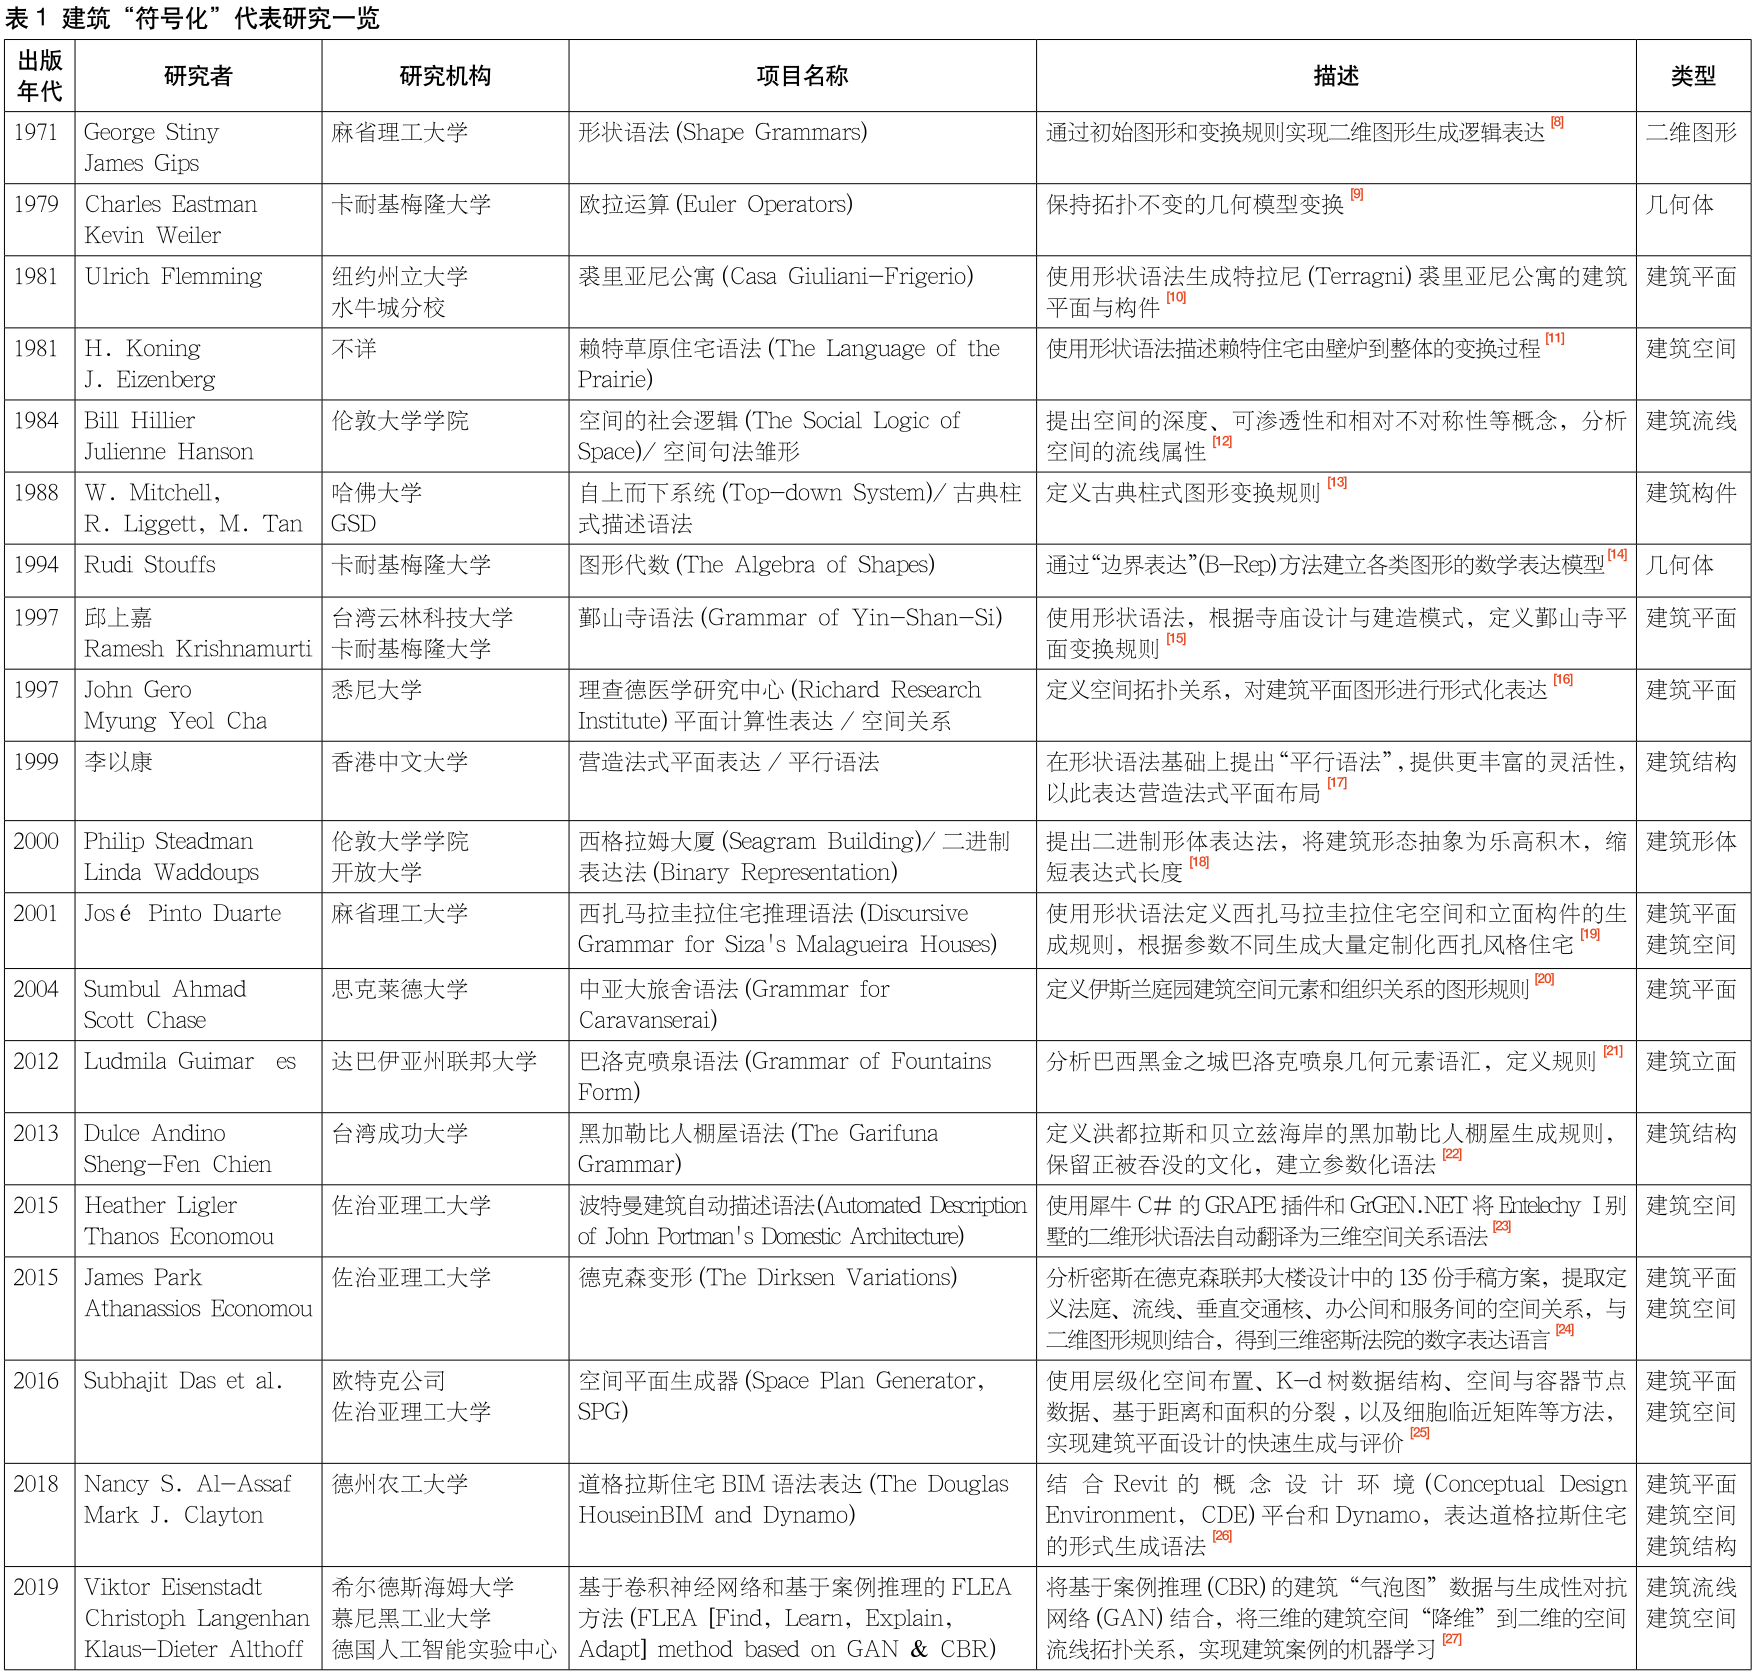 表 1 建筑“符号化”代表研究一览
出版
年代
研究者
研究机构
项目名称
描述
类型
1971
George Stiny
James Gips
麻省理工大学
形状语法 (Shape Grammars)
通过初始图形和变换规则实现二维图形生成逻辑表达 [8]
二维图形
1979
Charles Eastman
Kevin Weiler
卡耐基梅隆大学
欧拉运算 (Euler Operators)
保持拓扑不变的几何模型变换 [9]
几何体
1981
Ulrich Flemming
纽约州立大学
水牛城分校
裘里亚尼公寓 (Casa Giuliani-Frigerio)
使用形状语法生成特拉尼 (Terragni) 裘里亚尼公寓的建筑
平面与构件 [10]
建筑平面
1981
H. Koning
J. Eizenberg
不详
赖特草原住宅语法 (The Language of the
Prairie)
使用形状语法描述赖特住宅由壁炉到整体的变换过程 [11]
建筑空间
1984
Bill Hillier
Julienne Hanson
伦敦大学学院
空间的社会逻辑 (The Social Logic of
Space)/ 空间句法雏形
提出空间的深度、可渗透性和相对不对称性等概念，分析
空间的流线属性 [12]
建筑流线
1988
W. Mitchell,
R. Liggett, M. Tan
哈佛大学
GSD
自上而下系统 (Top-down System)/ 古典柱
式描述语法
定义古典柱式图形变换规则 [13]
建筑构件
1994
Rudi Stouffs
卡耐基梅隆大学
图形代数 (The Algebra of Shapes)
通过“边界表达”(B-Rep)方法建立各类图形的数学表达模型[14]
几何体
1997
邱上嘉
Ramesh Krishnamurti
台湾云林科技大学
卡耐基梅隆大学
鄞山寺语法 (Grammar of Yin-Shan-Si)
使用形状语法，根据寺庙设计与建造模式，定义鄞山寺平
面变换规则 [15]
建筑平面
1997
John Gero
Myung Yeol Cha
悉尼大学
理查德医学研究中心 (Richard Research
Institute) 平面计算性表达 / 空间关系
定义空间拓扑关系，对建筑平面图形进行形式化表达 [16]
建筑平面
1999
李以康
香港中文大学
营造法式平面表达 / 平行语法
在形状语法基础上提出“平行语法”，提供更丰富的灵活性，
以此表达营造法式平面布局 [17]
建筑结构
2000
Philip Steadman
Linda Waddoups
伦敦大学学院
开放大学
西格拉姆大厦 (Seagram Building)/ 二进制
表达法 (Binary Representation)
提出二进制形体表达法，将建筑形态抽象为乐高积木，缩
短表达式长度 [18]
建筑形体
2001
José Pinto Duarte
麻省理工大学
西扎马拉圭拉住宅推理语法 (Discursive
Grammar for Siza's Malagueira Houses)
使用形状语法定义西扎马拉圭拉住宅空间和立面构件的生
成规则，根据参数不同生成大量定制化西扎风格住宅 [19]
建筑平面
建筑空间
2004
Sumbul Ahmad
Scott Chase
思克莱德大学
中亚大旅舍语法 (Grammar for
Caravanserai)
定义伊斯兰庭园建筑空间元素和组织关系的图形规则 [20]
建筑平面
2012
Ludmila Guimar es
达巴伊亚州联邦大学
巴洛克喷泉语法 (Grammar of Fountains
Form)
分析巴西黑金之城巴洛克喷泉几何元素语汇，定义规则 [21]
建筑立面
2013
Dulce Andino
Sheng-Fen Chien
台湾成功大学
黑加勒比人棚屋语法 (The Garifuna
Grammar)
定义洪都拉斯和贝立兹海岸的黑加勒比人棚屋生成规则，
保留正被吞没的文化，建立参数化语法 [22]
建筑结构
2015
Heather Ligler
Thanos Economou
佐治亚理工大学
波特曼建筑自动描述语法(Automated Description
of John Portman's Domestic Architecture)
使用犀牛 C# 的 GRAPE 插件和 GrGEN.NET 将 Entelechy I 别
墅的二维形状语法自动翻译为三维空间关系语法 [23]
建筑空间
2015
James Park
Athanassios Economou
佐治亚理工大学
德克森变形 (The Dirksen Variations)
分析密斯在德克森联邦大楼设计中的 135 份手稿方案，提取定
义法庭、流线、垂直交通核、办公间和服务间的空间关系，与
二维图形规则结合，得到三维密斯法院的数字表达语言 [24]
建筑平面
建筑空间
2016
Subhajit Das et al.
欧特克公司
佐治亚理工大学
空间平面生成器 (Space Plan Generator,
SPG)
使用层级化空间布置、K-d 树数据结构、空间与容器节点
数据、基于距离和面积的分裂，以及细胞临近矩阵等方法，
实现建筑平面设计的快速生成与评价 [25]
建筑平面
建筑空间
2018
Nancy S. Al-Assaf
Mark J. Clayton
德州农工大学
道格拉斯住宅 BIM 语法表达 (The Douglas
HouseinBIM and Dynamo)
结合 Revit 的概念设计环境 (Conceptual Design
Environment, CDE) 平台和 Dynamo，表达道格拉斯住宅
的形式生成语法 [26]
建筑平面
建筑空间
建筑结构
2019
Viktor Eisenstadt
Christoph Langenhan
Klaus-Dieter Althoff
希尔德斯海姆大学
慕尼黑工业大学
德国人工智能实验中心
基于卷积神经网络和基于案例推理的 FLEA
方法 (FLEA [Find, Learn, Explain,
Adapt] method based on GAN & CBR)
将基于案例推理 (CBR) 的建筑“气泡图”数据与生成性对抗
网络 (GAN) 结合，将三维的建筑空间“降维”到二维的空间
流线拓扑关系，实现建筑案例的机器学习 [27]
建筑流线
建筑空间